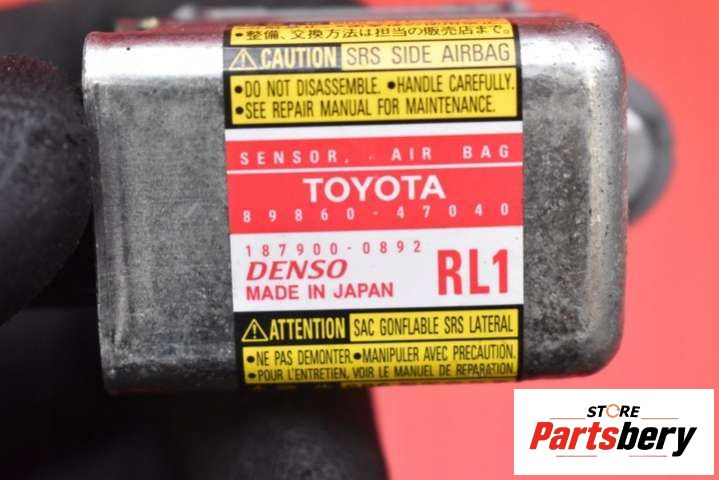 •整備、交換方法は担当の販売店まで。
CAUTION SRS SIDE AIRBAG
•DO NOT DISASSEMBLE. •HANDLE CAREFULLY.
•SEE REPAIR MANUAL FOR MAINTENANCE.
SENSOR, AIR BAG
TOYOTA
89860-47040
187900-0892
DENSO RL1
MADE IN JAPAN
ATTENTION SAC GONFLABLE SRS LATERAL
•NE PAS DEMONTER.•MANIPULER AVEC PRECAUTION.
•POUR L'ENTRETIEN, VOIR LE MANUEL DE REPARATION
STORE
Partsbery